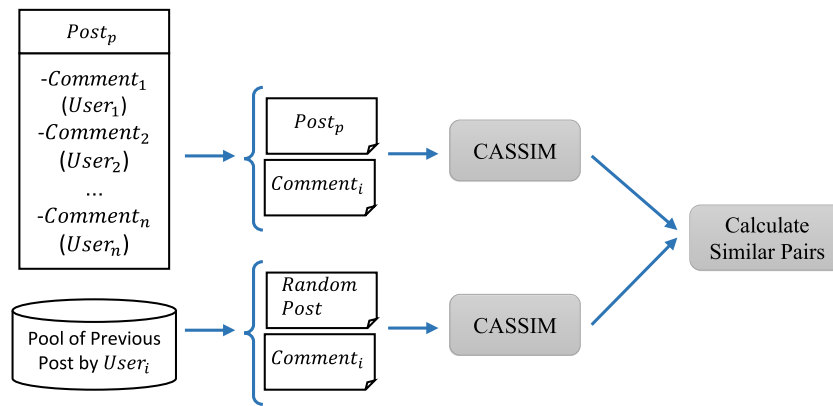 Post_p
-Comment_1
(User_1)
-Comment_2
(User_2)
...
-Comment_n
(User_n)
Post_p
Comment_i
CASSIM
Calculate
Similar Pairs
Pool of Previous
Post by User_i
Random
Post
Comment_i
CASSIM